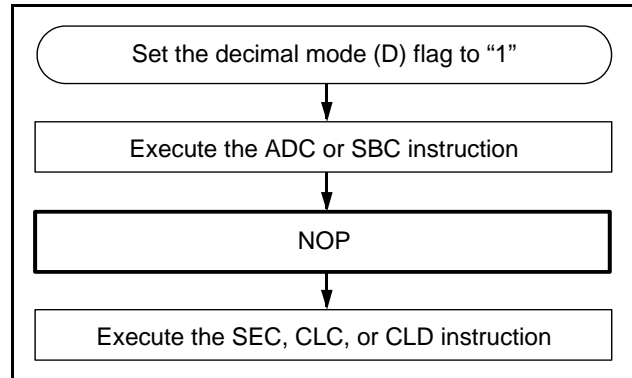 Set the decimal mode (D) flag to “1”
Execute the ADC or SBC instruction
NOP
Execute the SEC, CLC, or CLD instruction